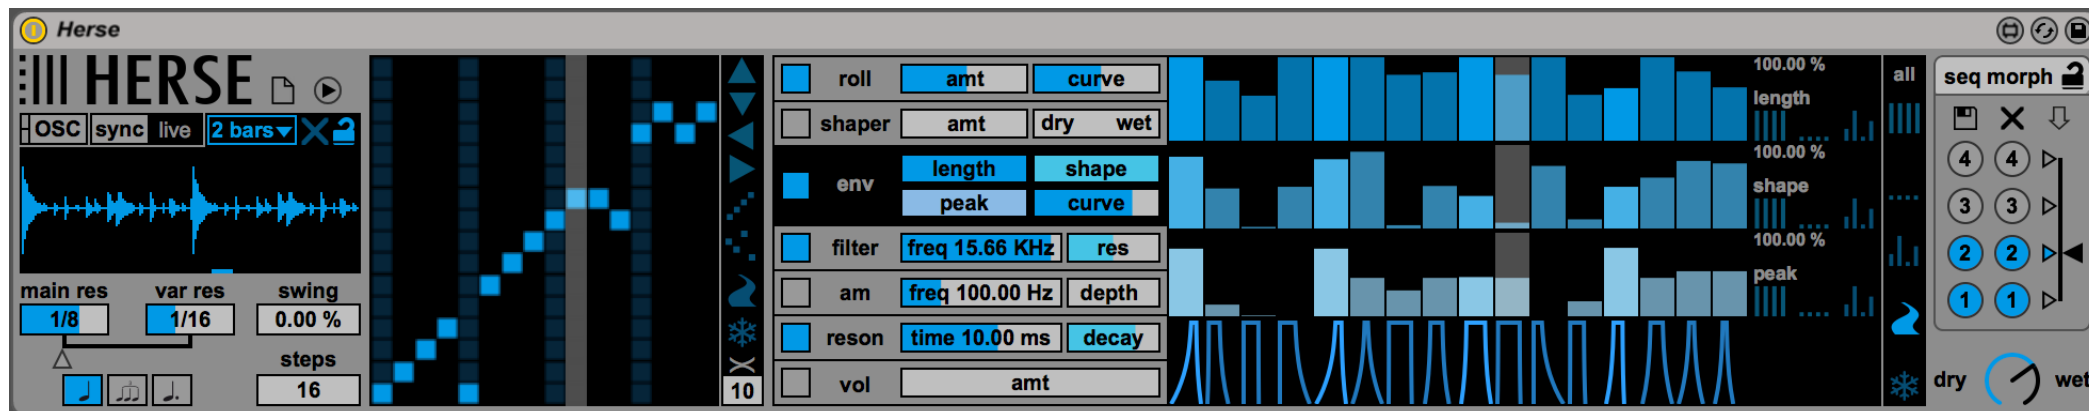 Herse
HERSE
OSC sync live 2 bars
main res var res swing
1/8 1/16 0.00 %
steps
16
10
roll amt curve
shaper amt dry wet
env length shape
peak curve
filter freq 15.66 KHz res
am freq 100.00 Hz depth
reson time 10.00 ms decay
vol amt
100.00 %
length
100.00 %
shape
100.00 %
peak
all
seq morph
4 4
3 3
2 2
1 1
dry wet